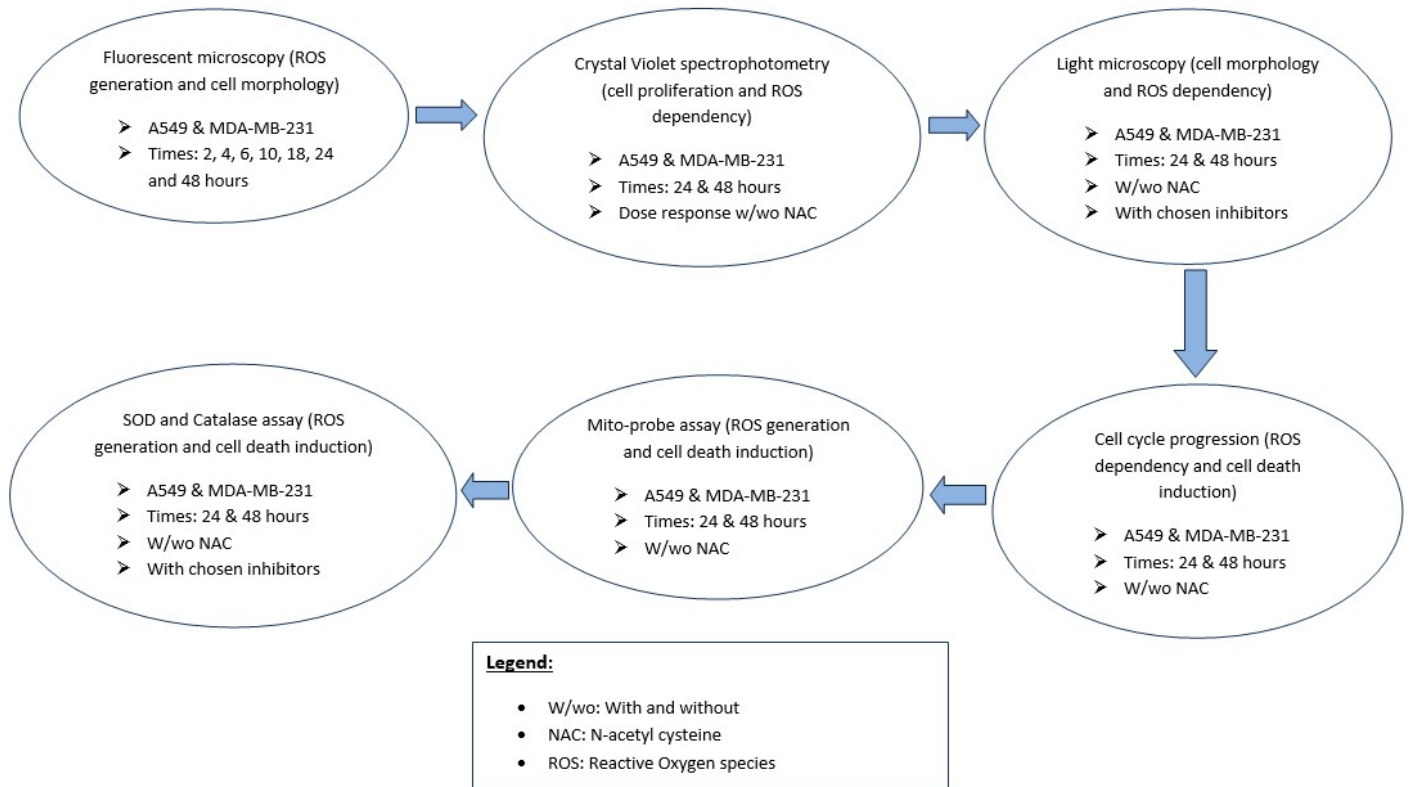 Fluorescent microscopy (ROS
generation and cell morphology)
➢ A549 & MDA-MB-231
➢ Times: 2, 4, 6, 10, 18, 24
and 48 hours
Crystal Violet spectrophotometry
(cell proliferation and ROS
dependency)
➢ A549 & MDA-MB-231
➢ Times: 24 & 48 hours
➢ Dose response w/wo NAC
Light microscopy (cell morphology
and ROS dependency)
➢ A549 & MDA-MB-231
➢ Times: 24 & 48 hours
➢ W/wo NAC
➢ With chosen inhibitors
Cell cycle progression (ROS
dependency and cell death
induction)
➢ A549 & MDA-MB-231
➢ Times: 24 & 48 hours
➢ W/wo NAC
Mito-probe assay (ROS generation
and cell death induction)
➢ A549 & MDA-MB-231
➢ Times: 24 & 48 hours
➢ W/wo NAC
SOD and Catalase assay (ROS
generation and cell death induction)
➢ A549 & MDA-MB-231
➢ Times: 24 & 48 hours
➢ W/wo NAC
➢ With chosen inhibitors
Legend:
• W/wo: With and without
• NAC: N-acetyl cysteine
• ROS: Reactive Oxygen species